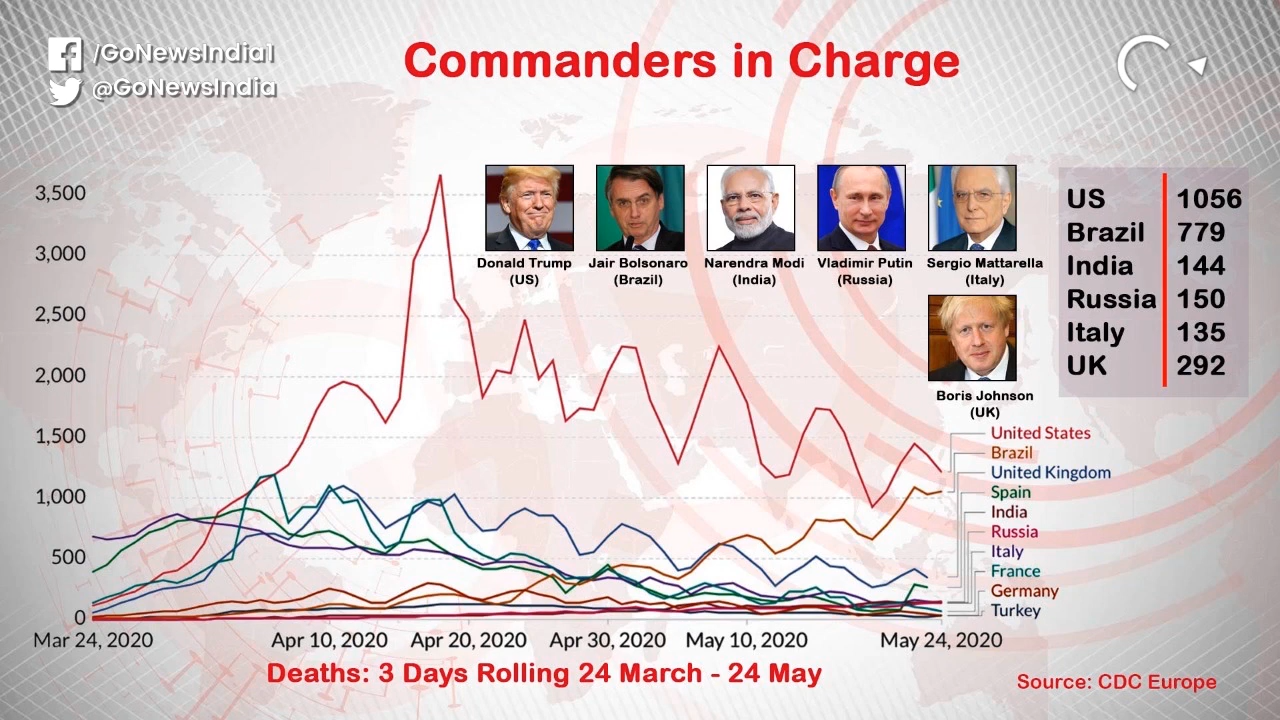 /GoNewsIndia1
@GoNewsIndia
Commanders in Charge
3,500
3,000
2,500
2,000
1,500
1,000
500
0
Donald Trump
(US)
Jair Bolsonaro
(Brazil)
Narendra Modi
(India)
Vladimir Putin
(Russia)
Sergio Mattarella
(Italy)
Boris Johnson
(UK)
US 1056
Brazil 779
India 144
Russia 150
Italy 135
UK 292
United States
Brazil
United Kingdom
Spain
India
Russia
Italy
France
Germany
Turkey
Mar 24, 2020 Apr 10, 2020 Apr 20, 2020 Apr 30, 2020 May 10, 2020 May 24, 2020
Deaths: 3 Days Rolling 24 March - 24 May
Source: CDC Europe